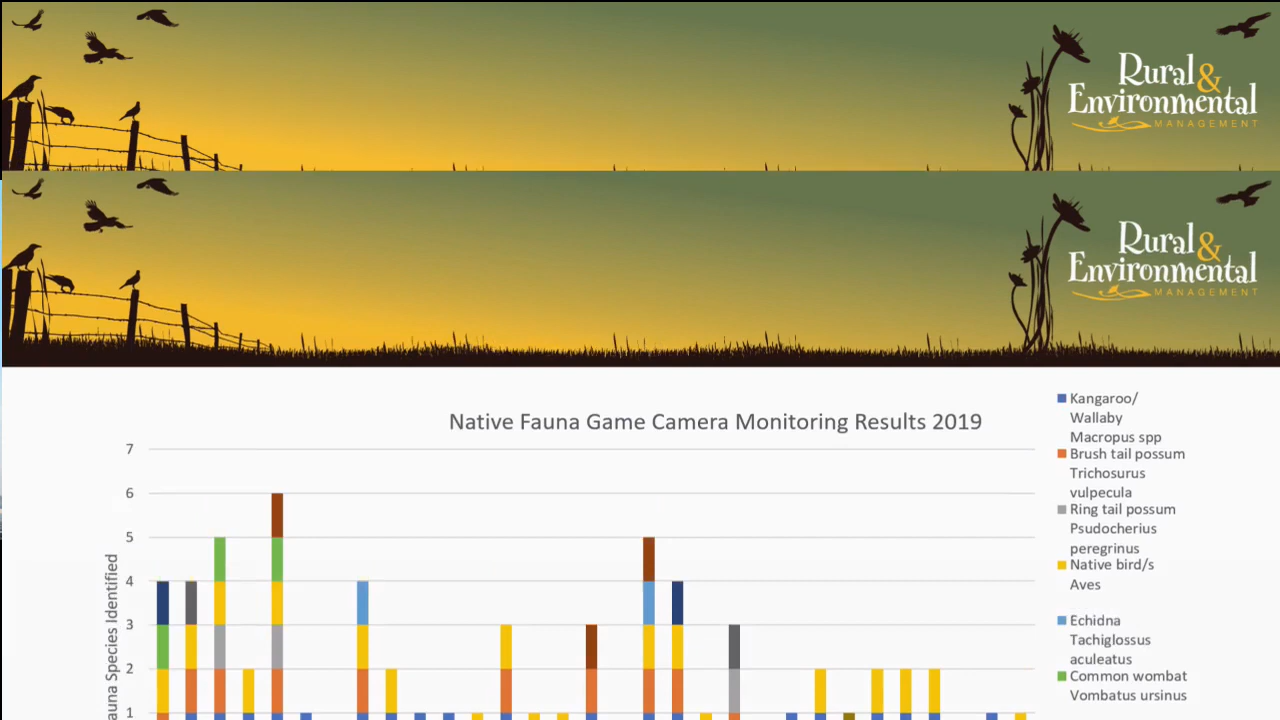 Rural &
Environmental
MANAGEMENT
Rural &
Environmental
MANAGEMENT
Native Fauna Game Camera Monitoring Results 2019
7
6
5
4
3
2
1
auna Species Identified
Kangaroo/
Wallaby
Macropus spp
Brush tail possum
Trichosurus
vulpecula
Ring tail possum
Psudocherius
peregrinus
Native bird/s
Aves
Echidna
Tachiglossus
aculeatus
Common wombat
Vombatus ursinus